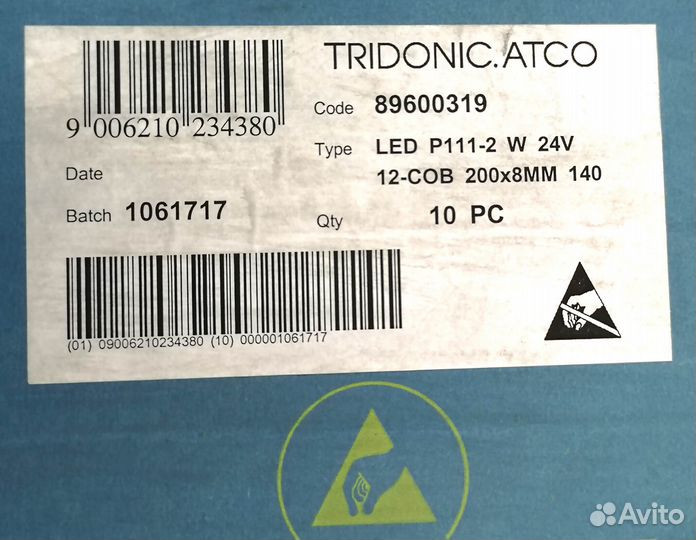 TRIDONIC.ATCO
Code 89600319
9 006210 234380
Type LED P111-2 W 24V
12-COB 200x8MM 140
Date
Batch 1061717
Qty 10 PC
(01) 09006210234380 (10) 000001061717
Avito